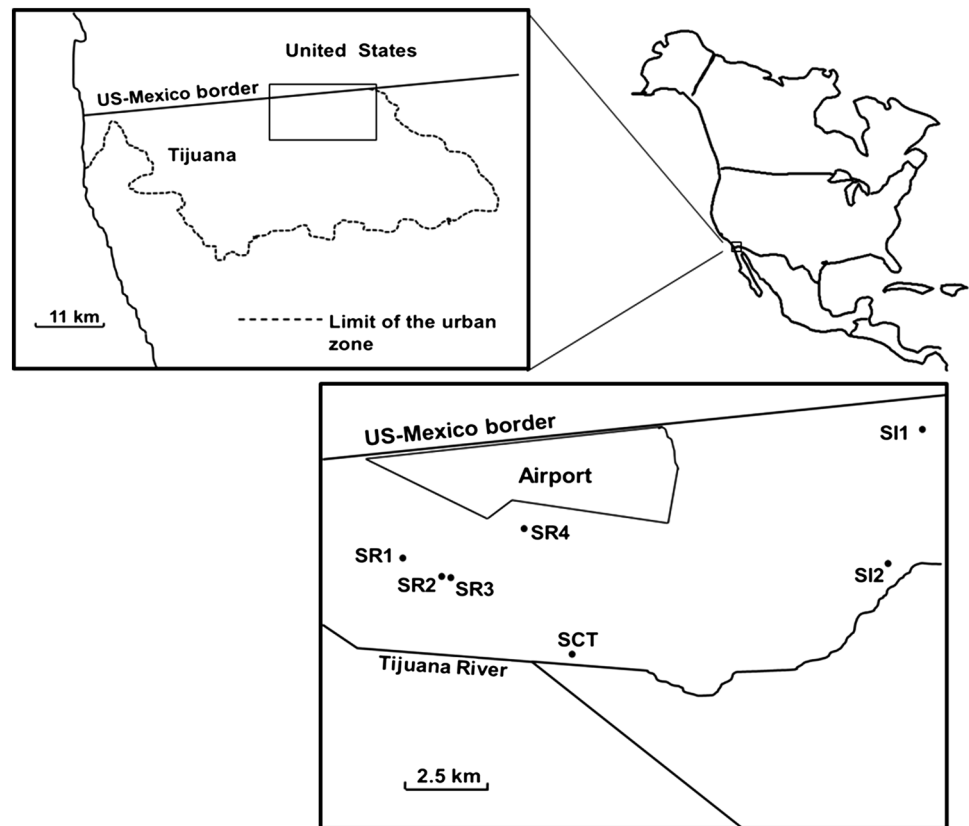 United States
US-Mexico border
Tijuana
11 km
Limit of the urban
zone
US-Mexico border
SI1
Airport
SR4
SR1
SR2
SR3
SI2
SCT
Tijuana River
2.5 km